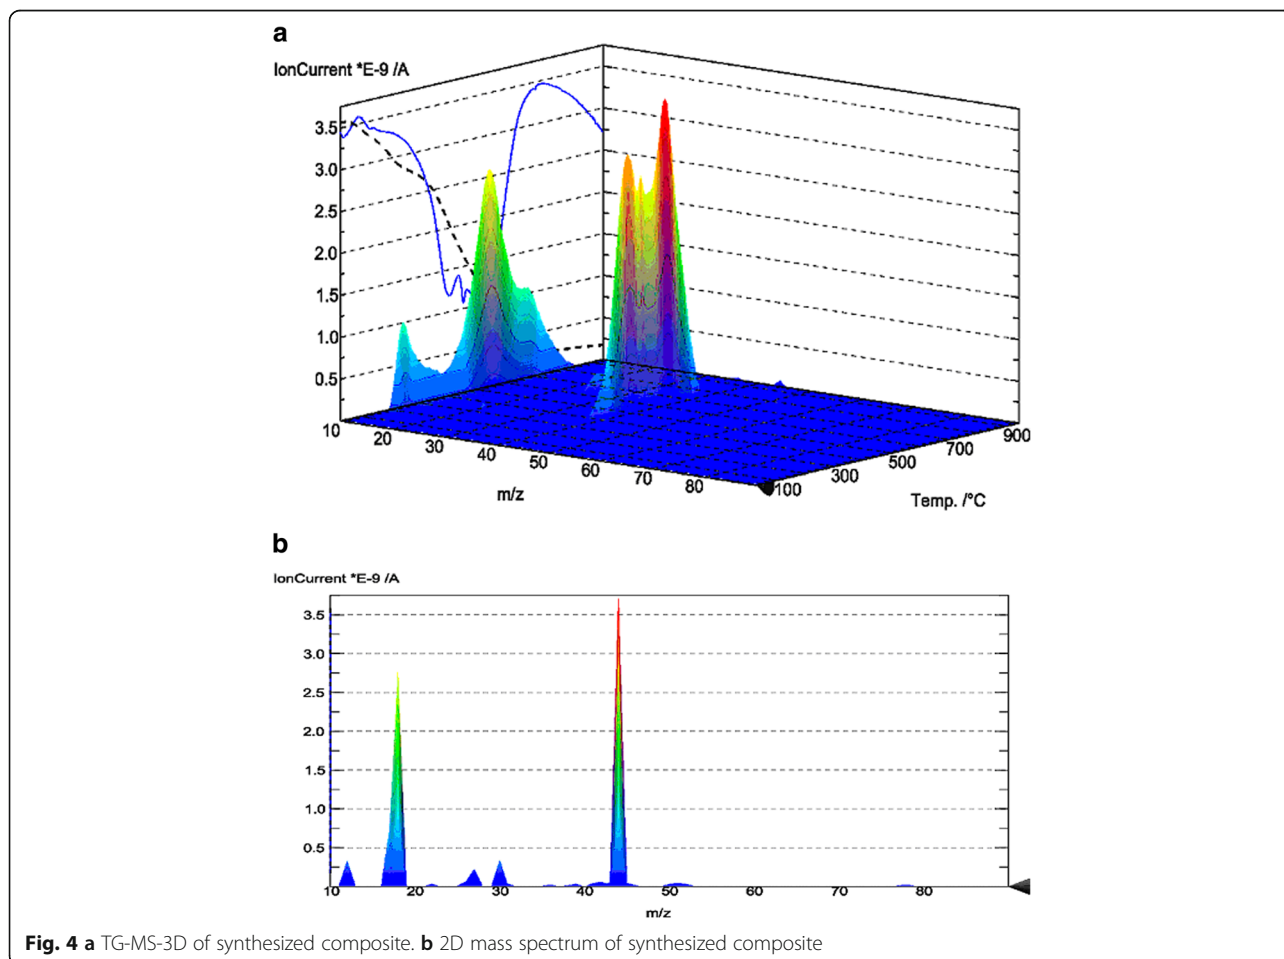 a
IonCurrent *E-9 /A
3.5
3.0
2.5
2.0
1.5
1.0
0.5
10 20 30 40 50 60 70 80
m/z
100 300 500 700 900
Temp. /°C
b
IonCurrent *E-9 /A
3.5
3.0
2.5
2.0
1.5
1.0
0.5
10 20 30 40 50 60 70 80
m/z
Fig. 4 a TG-MS-3D of synthesized composite. b 2D mass spectrum of synthesized composite